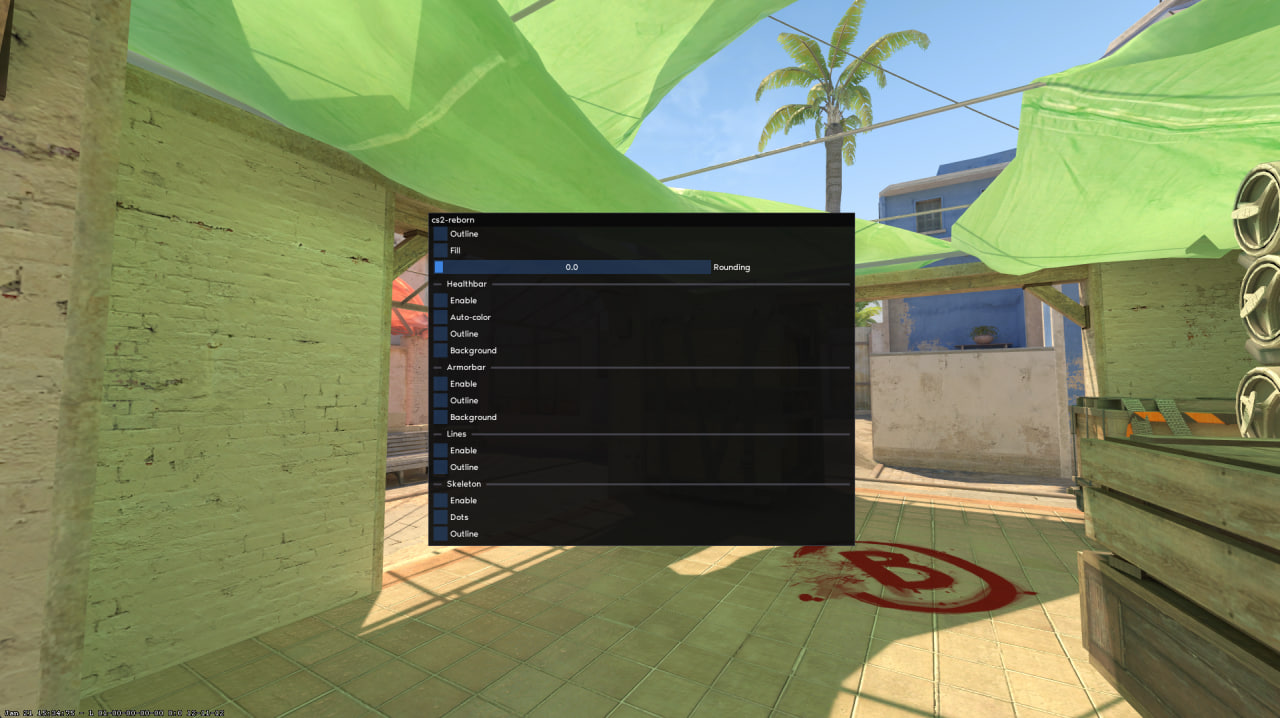 cs2-reborn
Outline
Fill
0.0 Rounding
Healthbar
Enable
Auto-color
Outline
Background
Armorbar
Enable
Outline
Background
Lines
Enable
Outline
Skeleton
Enable
Dots
Outline
B